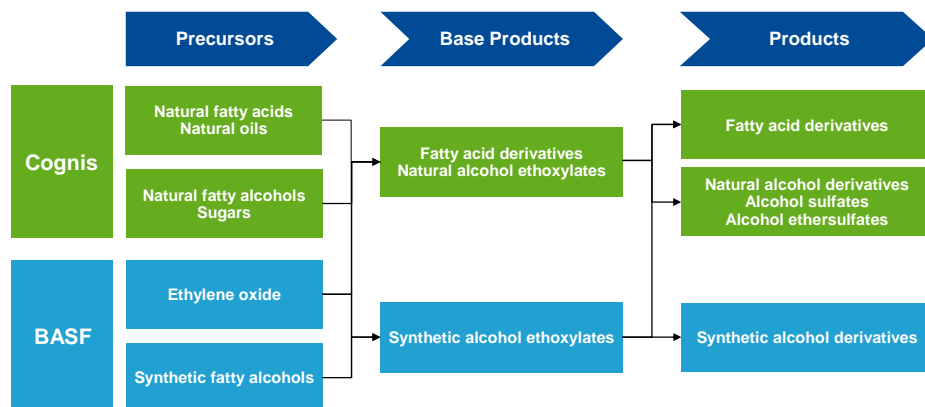 Precursors
Base Products
Products
Cognis
Natural fatty acids
Natural oils
Natural fatty alcohols
Sugars
Fatty acid derivatives
Natural alcohol ethoxylates
Fatty acid derivatives
Natural alcohol derivatives
Alcohol sulfates
Alcohol ethersulfates
BASF
Ethylene oxide
Synthetic fatty alcohols
Synthetic alcohol ethoxylates
Synthetic alcohol derivatives